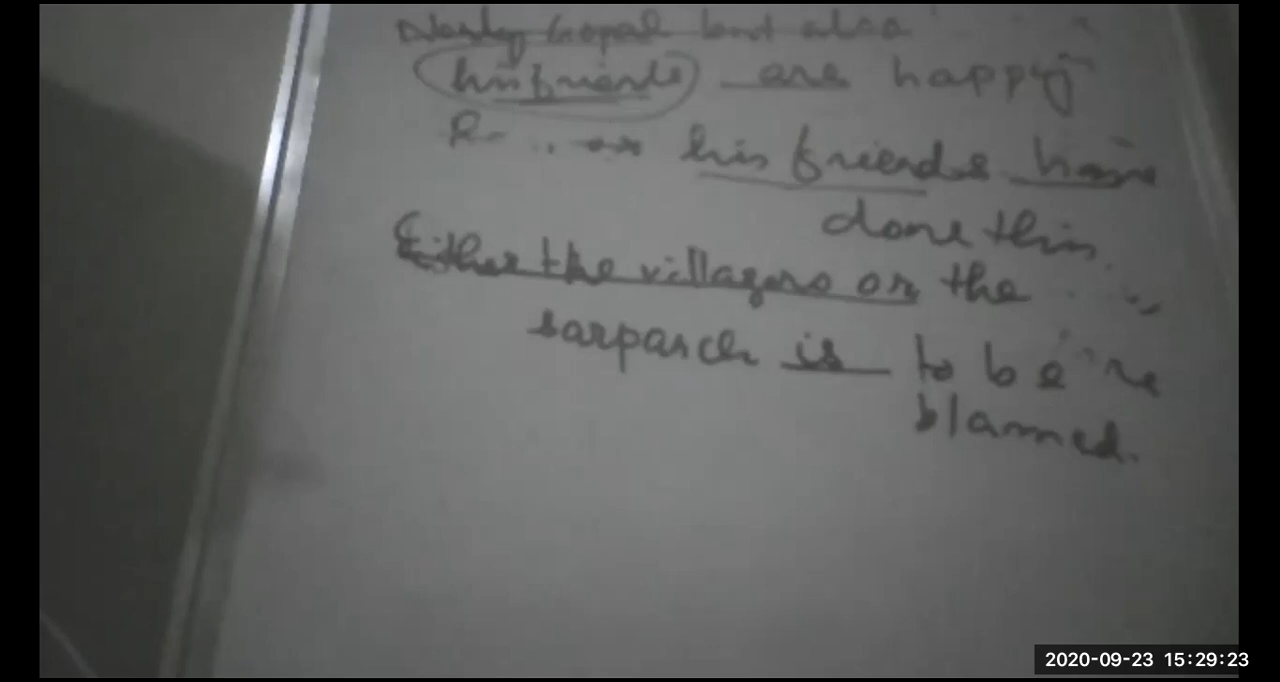 but also
his friends are happy
R- .. his friends have
done this.
Either the villagers or the
sarpanch is to be
blamed.
2020-09-23 15:29:23